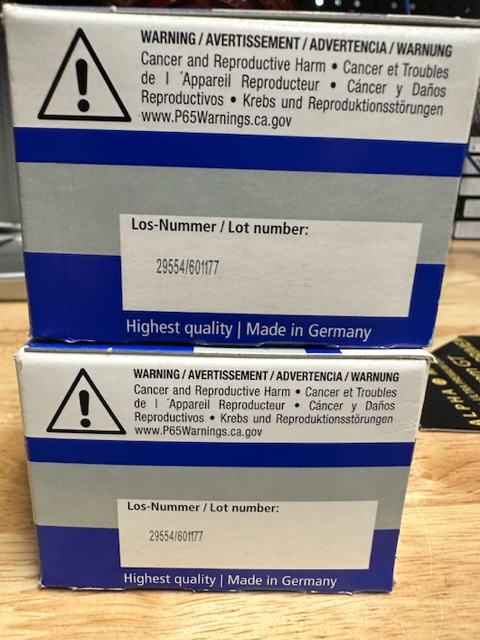 WARNING / AVERTISSEMENT / ADVERTENCIA / WARNUNG
Cancer and Reproductive Harm • Cancer et Troubles
de l ´Appareil Reproducteur • Cáncer y Daños
Reproductivos • Krebs und Reproduktionsstörungen
www.P65Warnings.ca.gov
Los-Nummer / Lot number:
29554/601177
Highest quality | Made in Germany
WARNING / AVERTISSEMENT / ADVERTENCIA / WARNUNG
Cancer and Reproductive Harm • Cancer et Troubles
de l ´Appareil Reproducteur • Cáncer y Daños
Reproductivos • Krebs und Reproduktionsstörungen
www.P65Warnings.ca.gov
Los-Nummer / Lot number:
29554/601177
Highest quality | Made in Germany
ALPHA